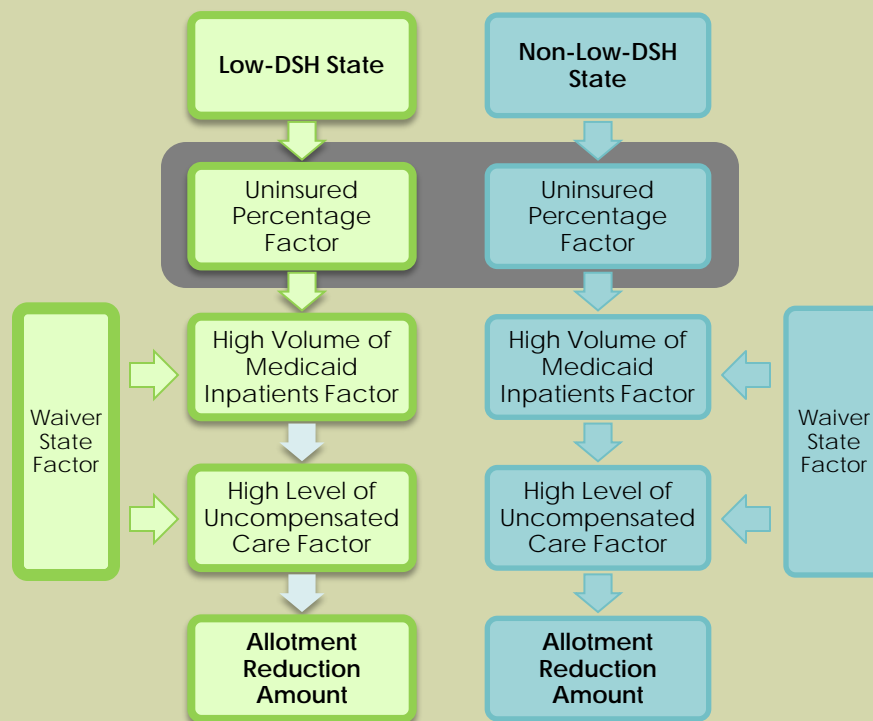 Low-DSH State
Non-Low-DSH
State
Uninsured
Percentage
Factor
Uninsured
Percentage
Factor
High Volume of
Medicaid
Inpatients Factor
High Volume of
Medicaid
Inpatients Factor
Waiver
State
Factor
Waiver
State
Factor
High Level of
Uncompensated
Care Factor
High Level of
Uncompensated
Care Factor
Allotment
Reduction
Amount
Allotment
Reduction
Amount